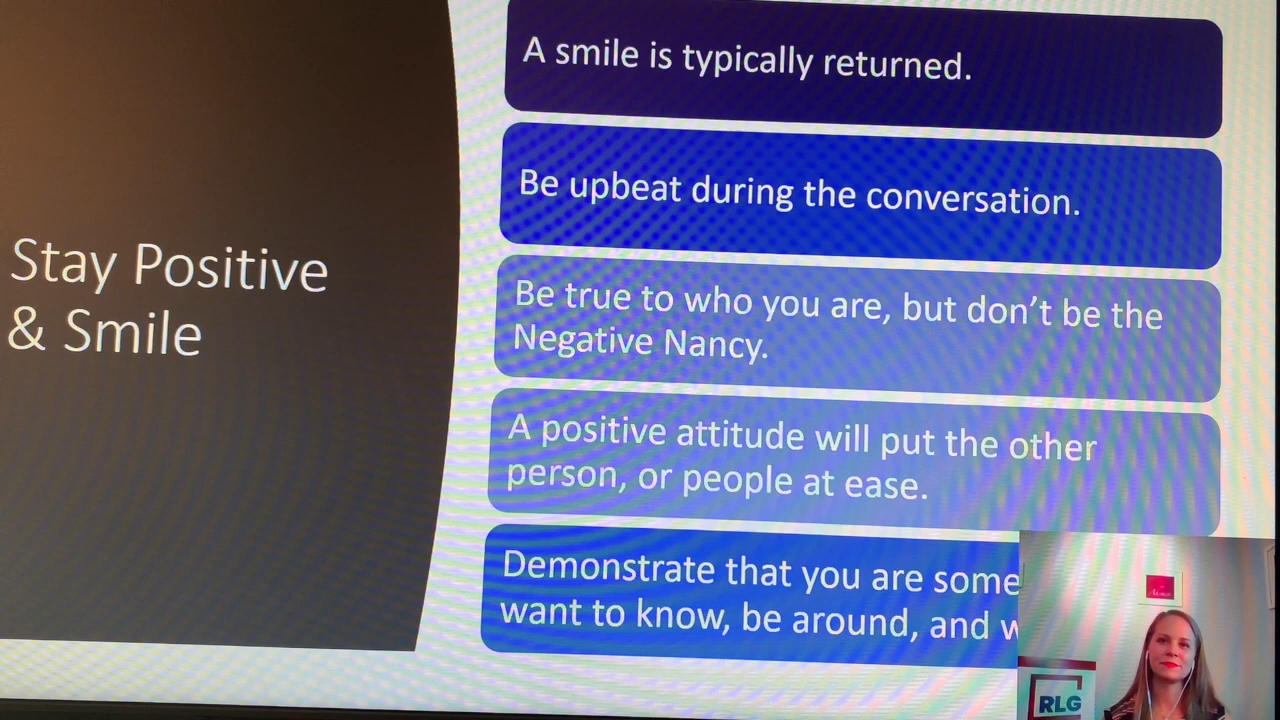 Stay Positive
& Smile
A smile is typically returned.
Be upbeat during the conversation.
Be true to who you are, but don't be the
Negative Nancy.
A positive attitude will put the other
person, or people at ease.
Demonstrate that you are some
want to know, be around, and w
RLG